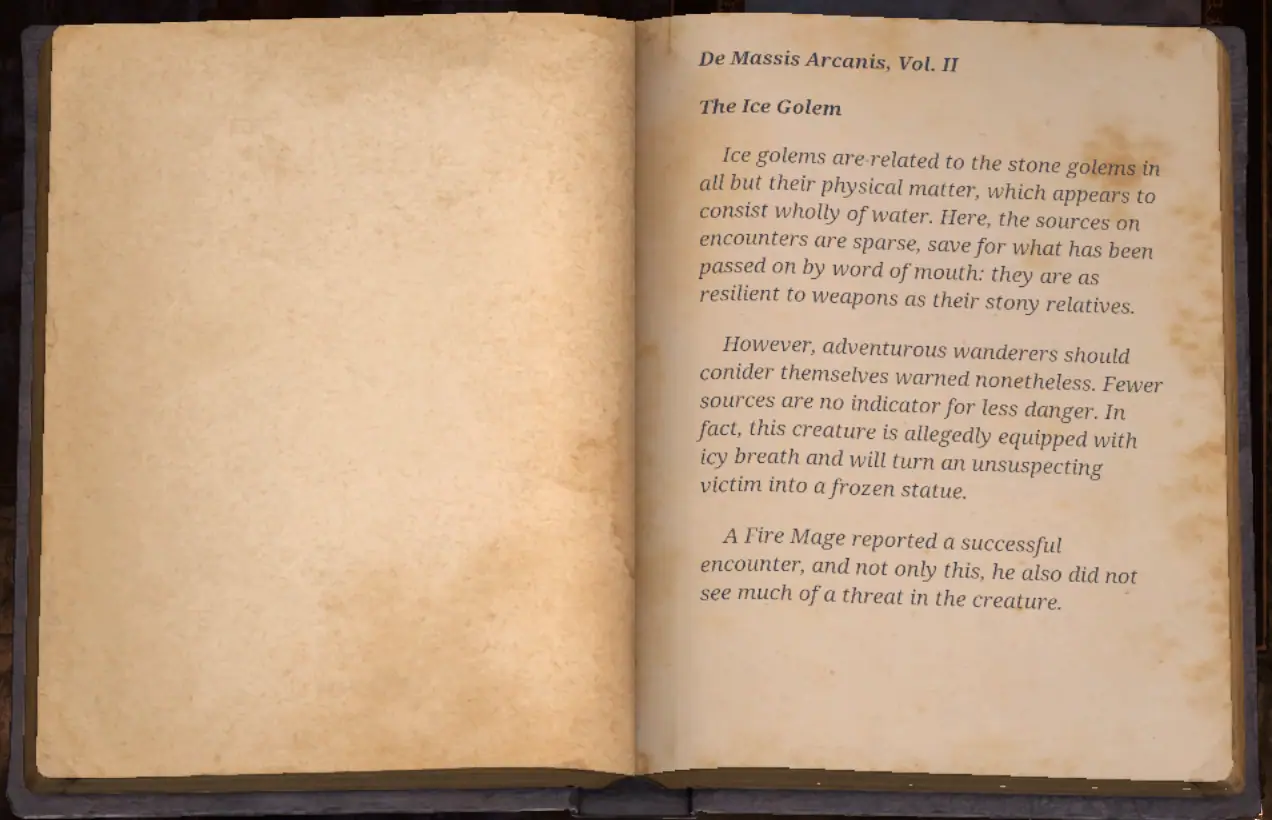 De Massis Arcanis, Vol. II
The Ice Golem
Ice golems are related to the stone golems in
all but their physical matter, which appears to
consist wholly of water. Here, the sources on
encounters are sparse, save for what has been
passed on by word of mouth: they are as
resilient to weapons as their stony relatives.
However, adventurous wanderers should
conider themselves warned nonetheless. Fewer
sources are no indicator for less danger. In
fact, this creature is allegedly equipped with
icy breath and will turn an unsuspecting
victim into a frozen statue.
A Fire Mage reported a successful
encounter, and not only this, he also did not
see much of a threat in the creature.